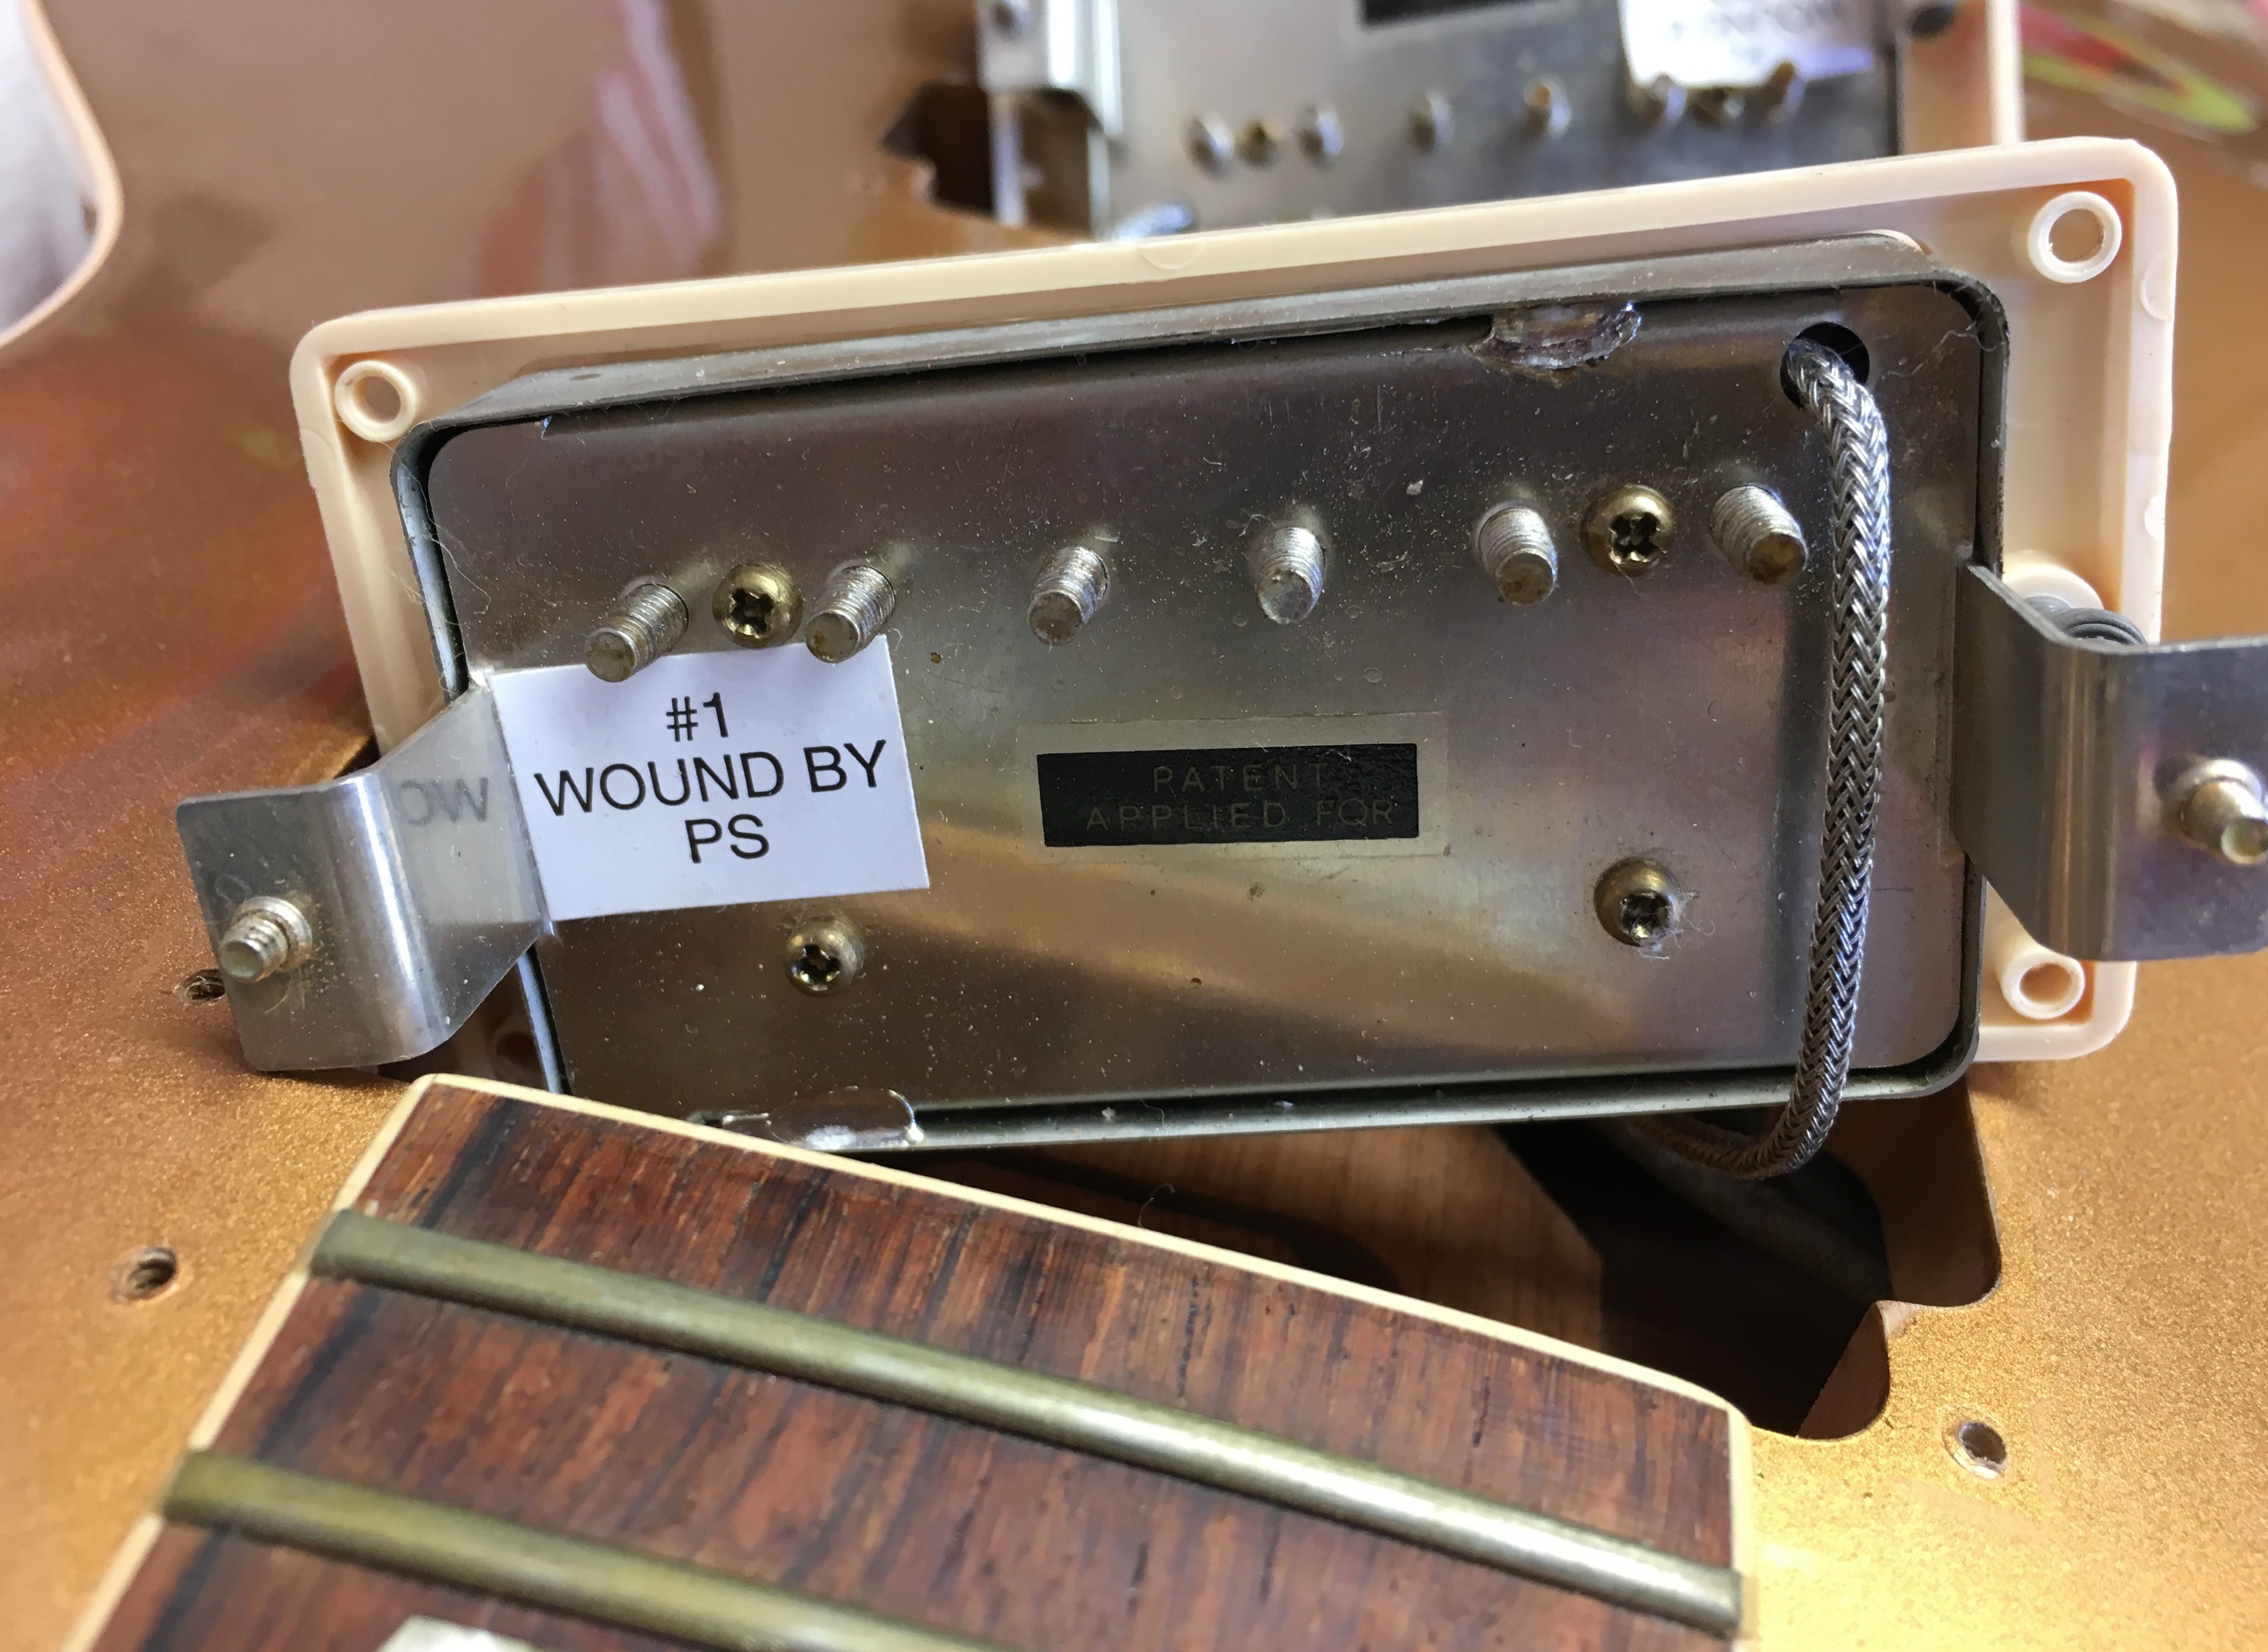 #1
WOUND BY
PS
PATENT
APPLIED FOR